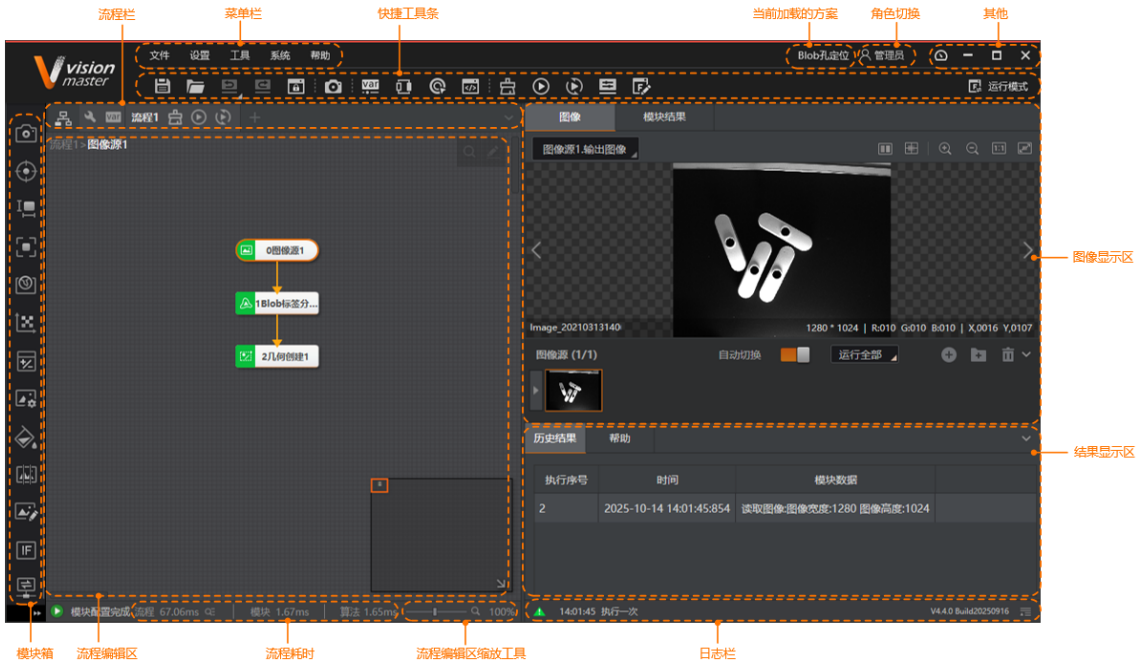 流程栏
菜单栏
快捷工具条
当前加载的方案
角色切换
其他
vision
master
文件 设置 工具 系统 帮助
Blob孔定位
管理员
var
运行模式
var 流程1
流程1>图像源1
图像 模块结果
图像源1.输出图像
1:1
0图像源1
1Blob标签分...
2几何创建1
图像显示区
Image_20210313140
1280 * 1024 | R:010 G:010 B:010 | X,0016 Y,0107
图像源 (1/1)
自动切换
运行全部
历史结果 帮助
结果显示区
执行序号 时间 模块数据
2 2025-10-14 14:01:45:854 读取图像:图像宽度:1280 图像高度:1024
IF
模块配置完成
流程 67.06ms
模块 1.67ms
算法 1.65ms
100%
14:01:45 执行一次
V4.4.0 Build20250916
模块箱
流程编辑区
流程耗时
流程编辑区缩放工具
日志栏